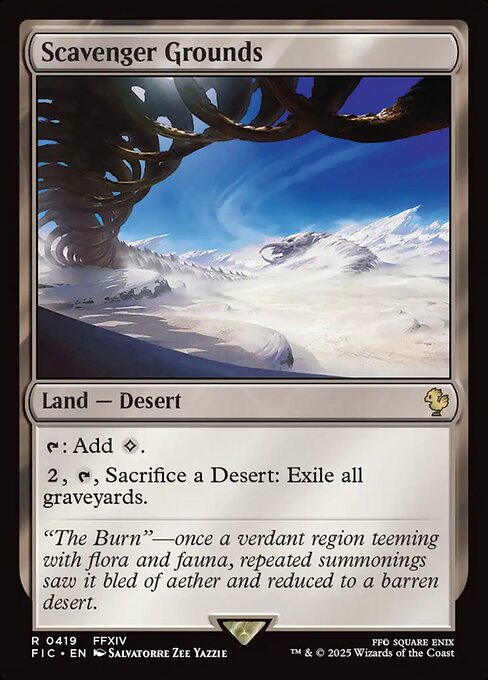 Scavenger Grounds
Land — Desert
: Add .
2, , Sacrifice a Desert: Exile all
graveyards.
“The Burn”—once a verdant region teeming
with flora and fauna, repeated summonings
saw it bled of aether and reduced to a barren
desert.
R 0419 FFXIV
FIC • EN Salvatorre Zee Yazzie
FF© SQUARE ENIX
™ & © 2025 Wizards of the Coast